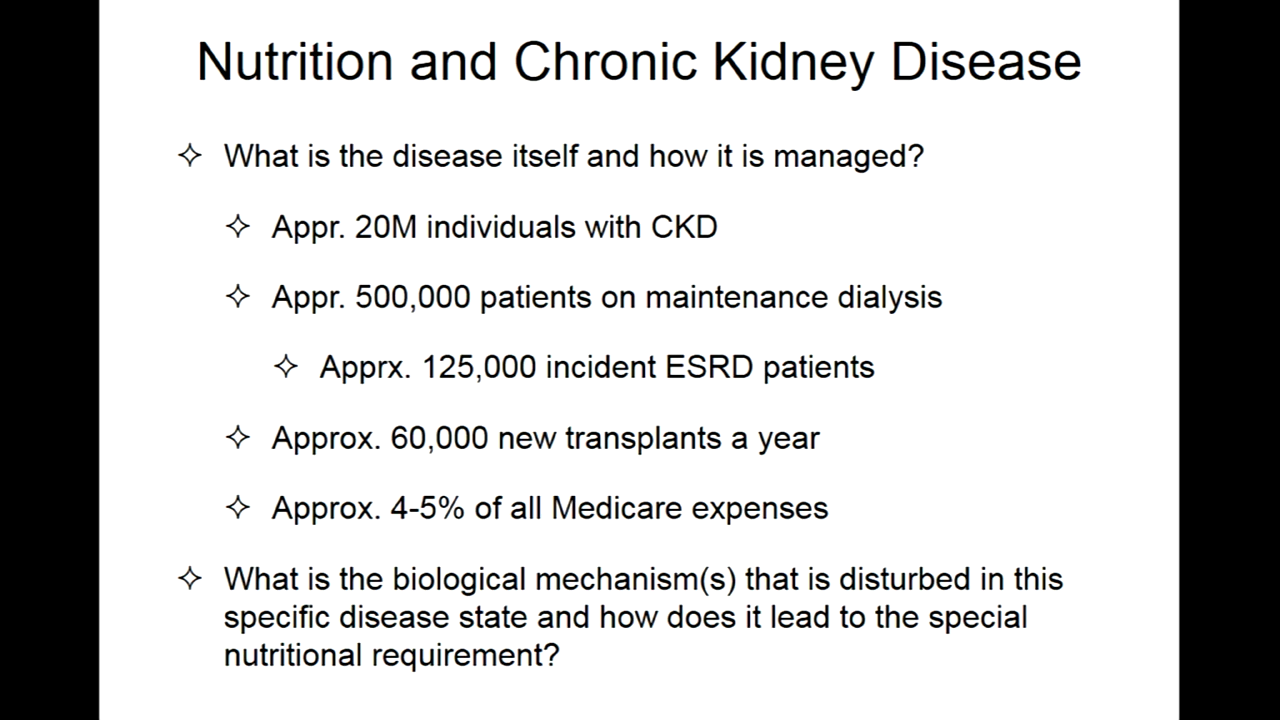 Nutrition and Chronic Kidney Disease
What is the disease itself and how it is managed?
Appr. 20M individuals with CKD
Appr. 500,000 patients on maintenance dialysis
Apprx. 125,000 incident ESRD patients
Approx. 60,000 new transplants a year
Approx. 4-5% of all Medicare expenses
What is the biological mechanism(s) that is disturbed in this
specific disease state and how does it lead to the special
nutritional requirement?